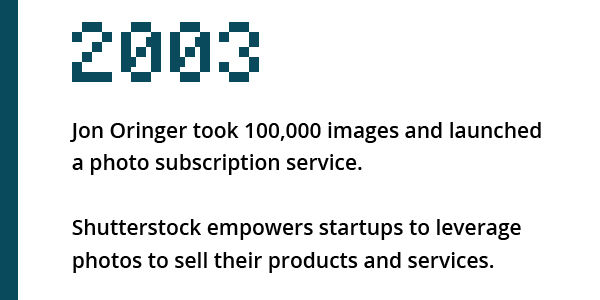 2003
Jon Oringer took 100,000 images and launched
a photo subscription service.
Shutterstock empowers startups to leverage
photos to sell their products and services.